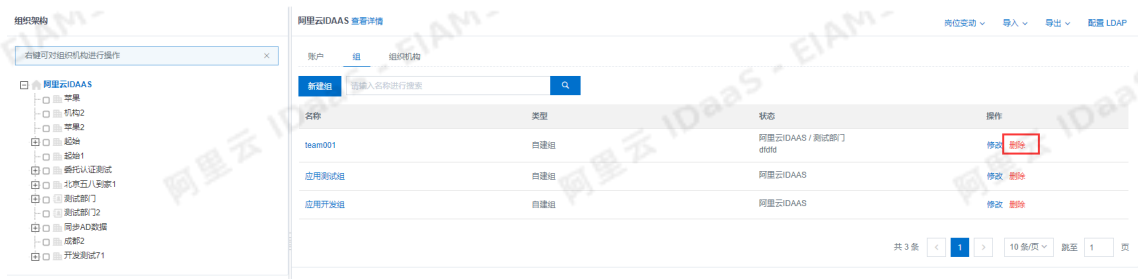 组织架构
右键可对组织机构进行操作 ×
阿里云IDAAS
苹果
机构2
苹果2
起始
起始1
委托认证测试
北京五八到家1
测试部门
测试部门2
同步AD数据
成都2
开发测试71
阿里云IDAAS 查看详情
岗位变动 导入 导出 配置 LDAP
账户 组 组织机构
新建组 请输入名称进行搜索
名称 类型 状态 操作
team001 自建组 阿里云IDAAS / 测试部门 修改 删除
dfdfd
应用测试组 自建组 阿里云IDAAS 修改 删除
应用开发组 自建组 阿里云IDAAS 修改 删除
共 3 条 < 1 > 10 条/页 跳至 1 页
阿里云 IDaaS - EIAM